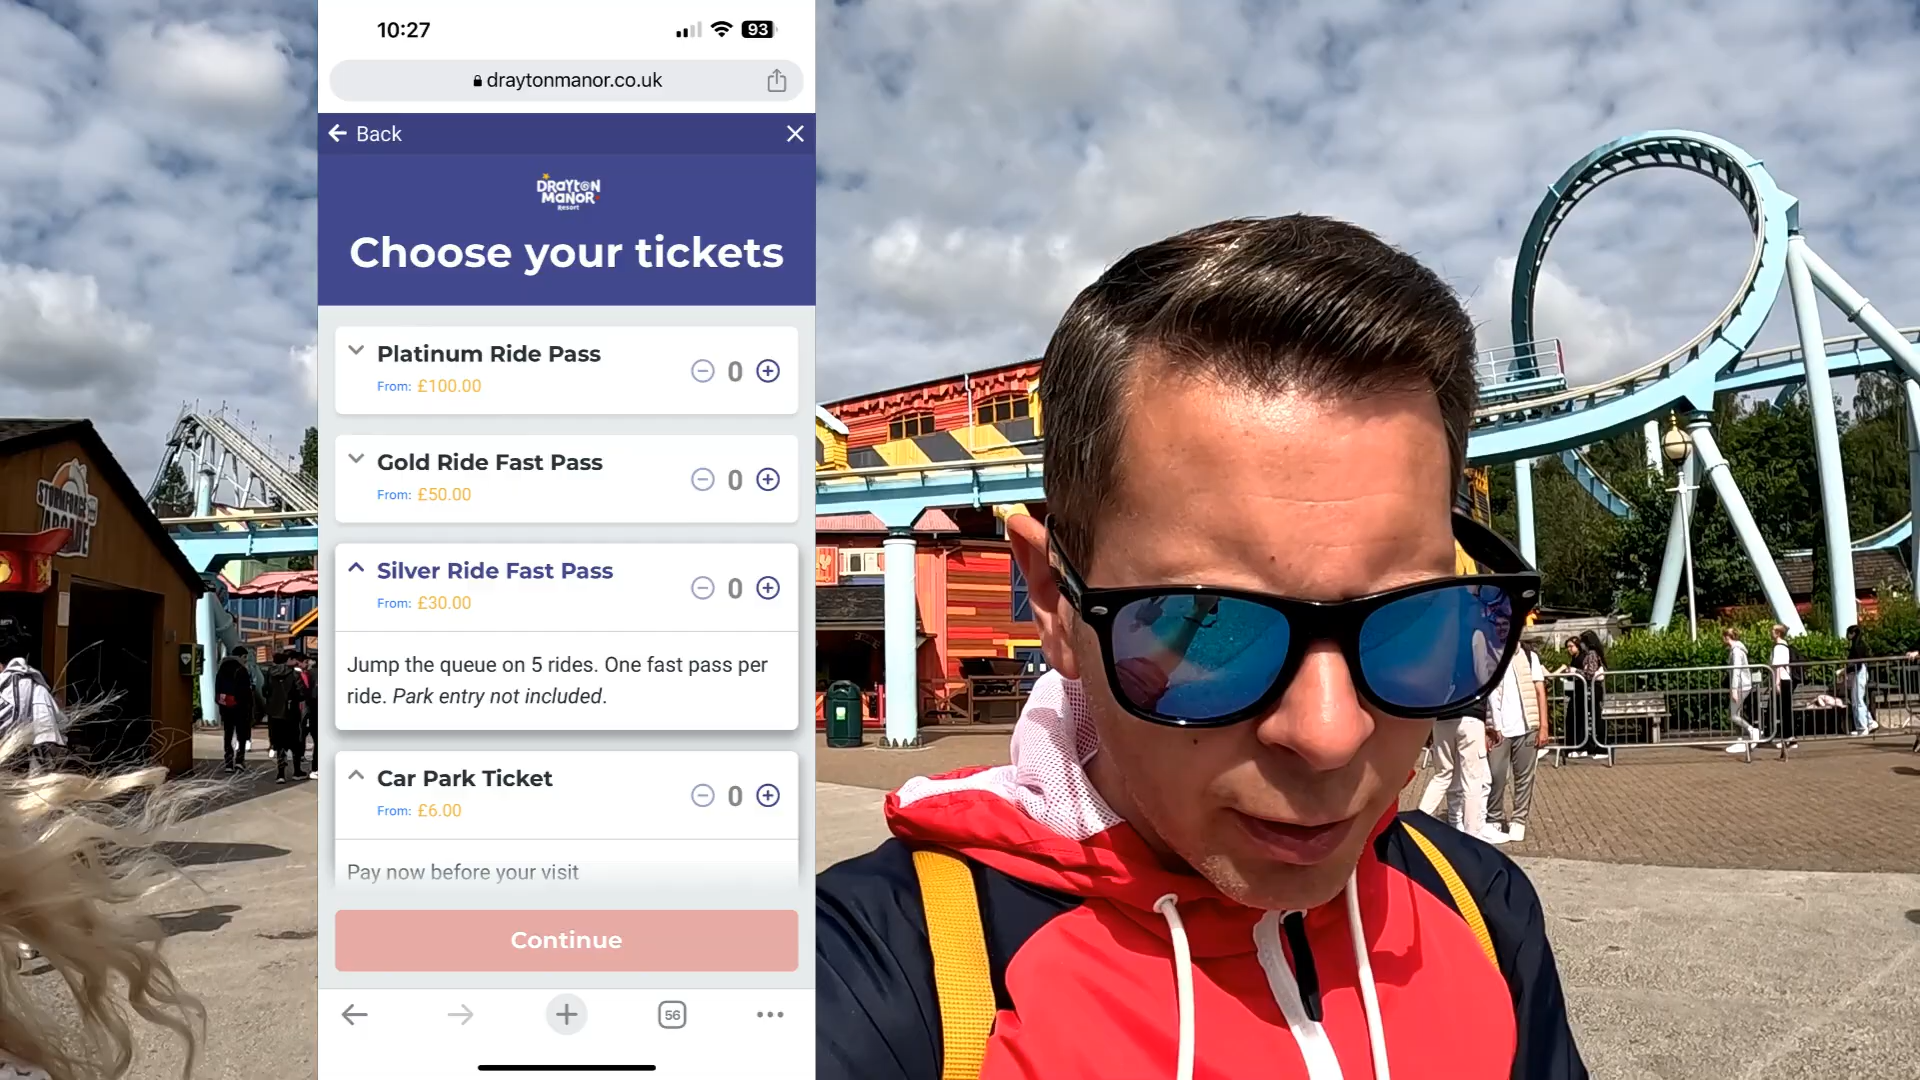 10:27
93
draytonmanor.co.uk
Back
DRAYTON
MANOR
Resort
Choose your tickets
Platinum Ride Pass
From: £100.00
0
Gold Ride Fast Pass
From: £50.00
0
Silver Ride Fast Pass
From: £30.00
0
Jump the queue on 5 rides. One fast pass per
ride. Park entry not included.
Car Park Ticket
From: £6.00
0
Pay now before your visit
Continue
56
STORMFORCE
ARCADE